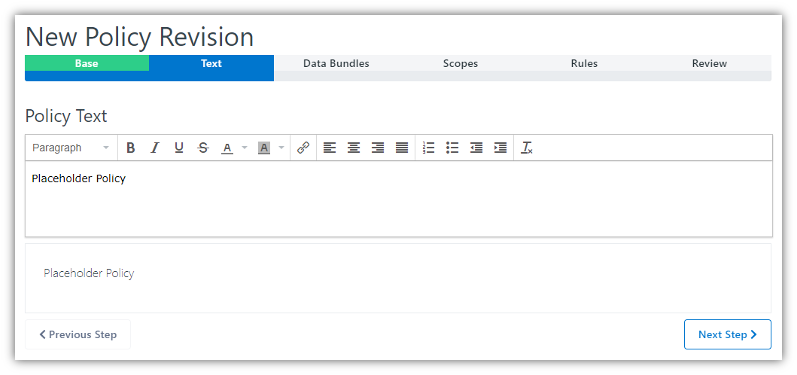 New Policy Revision
Base Text Data Bundles Scopes Rules Review
Policy Text
Paragraph B I U S A A
Placeholder Policy
Placeholder Policy
Previous Step Next Step